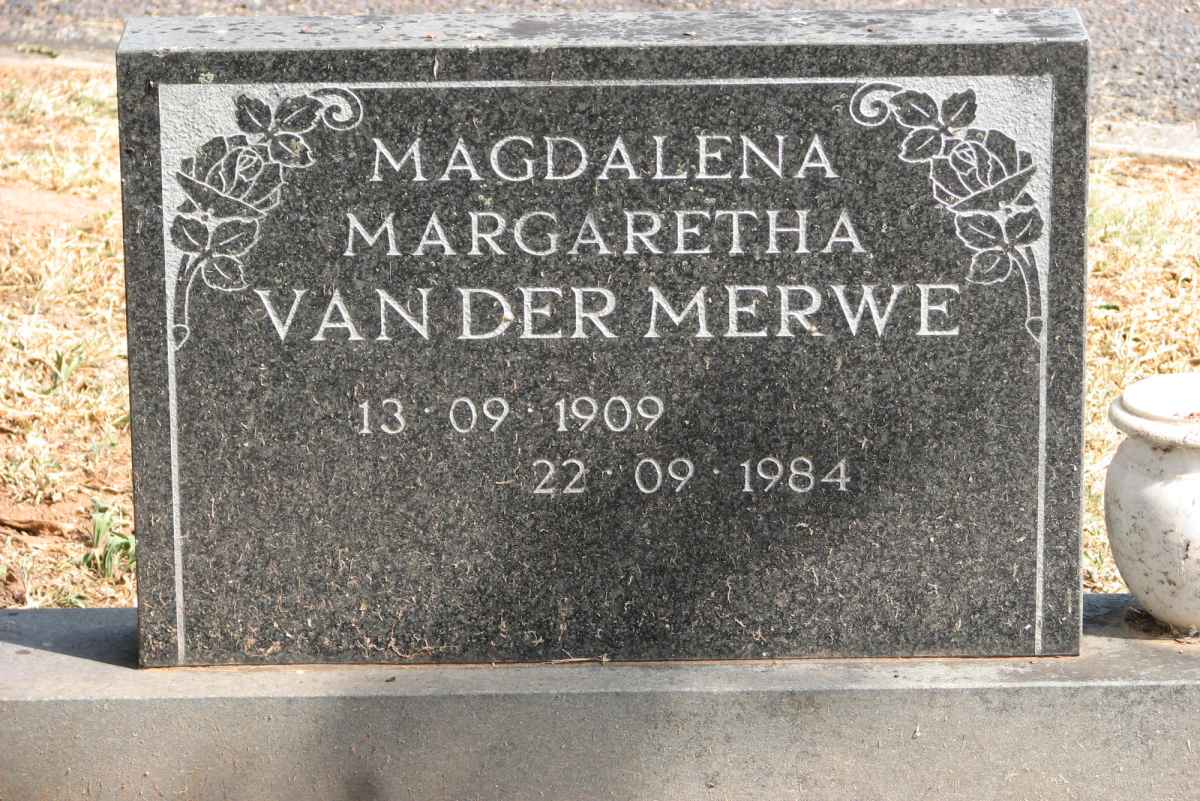 MAGDALENA
MARGARETHA
VAN DER MERWE
13 · 09 · 1909
22 · 09 · 1984